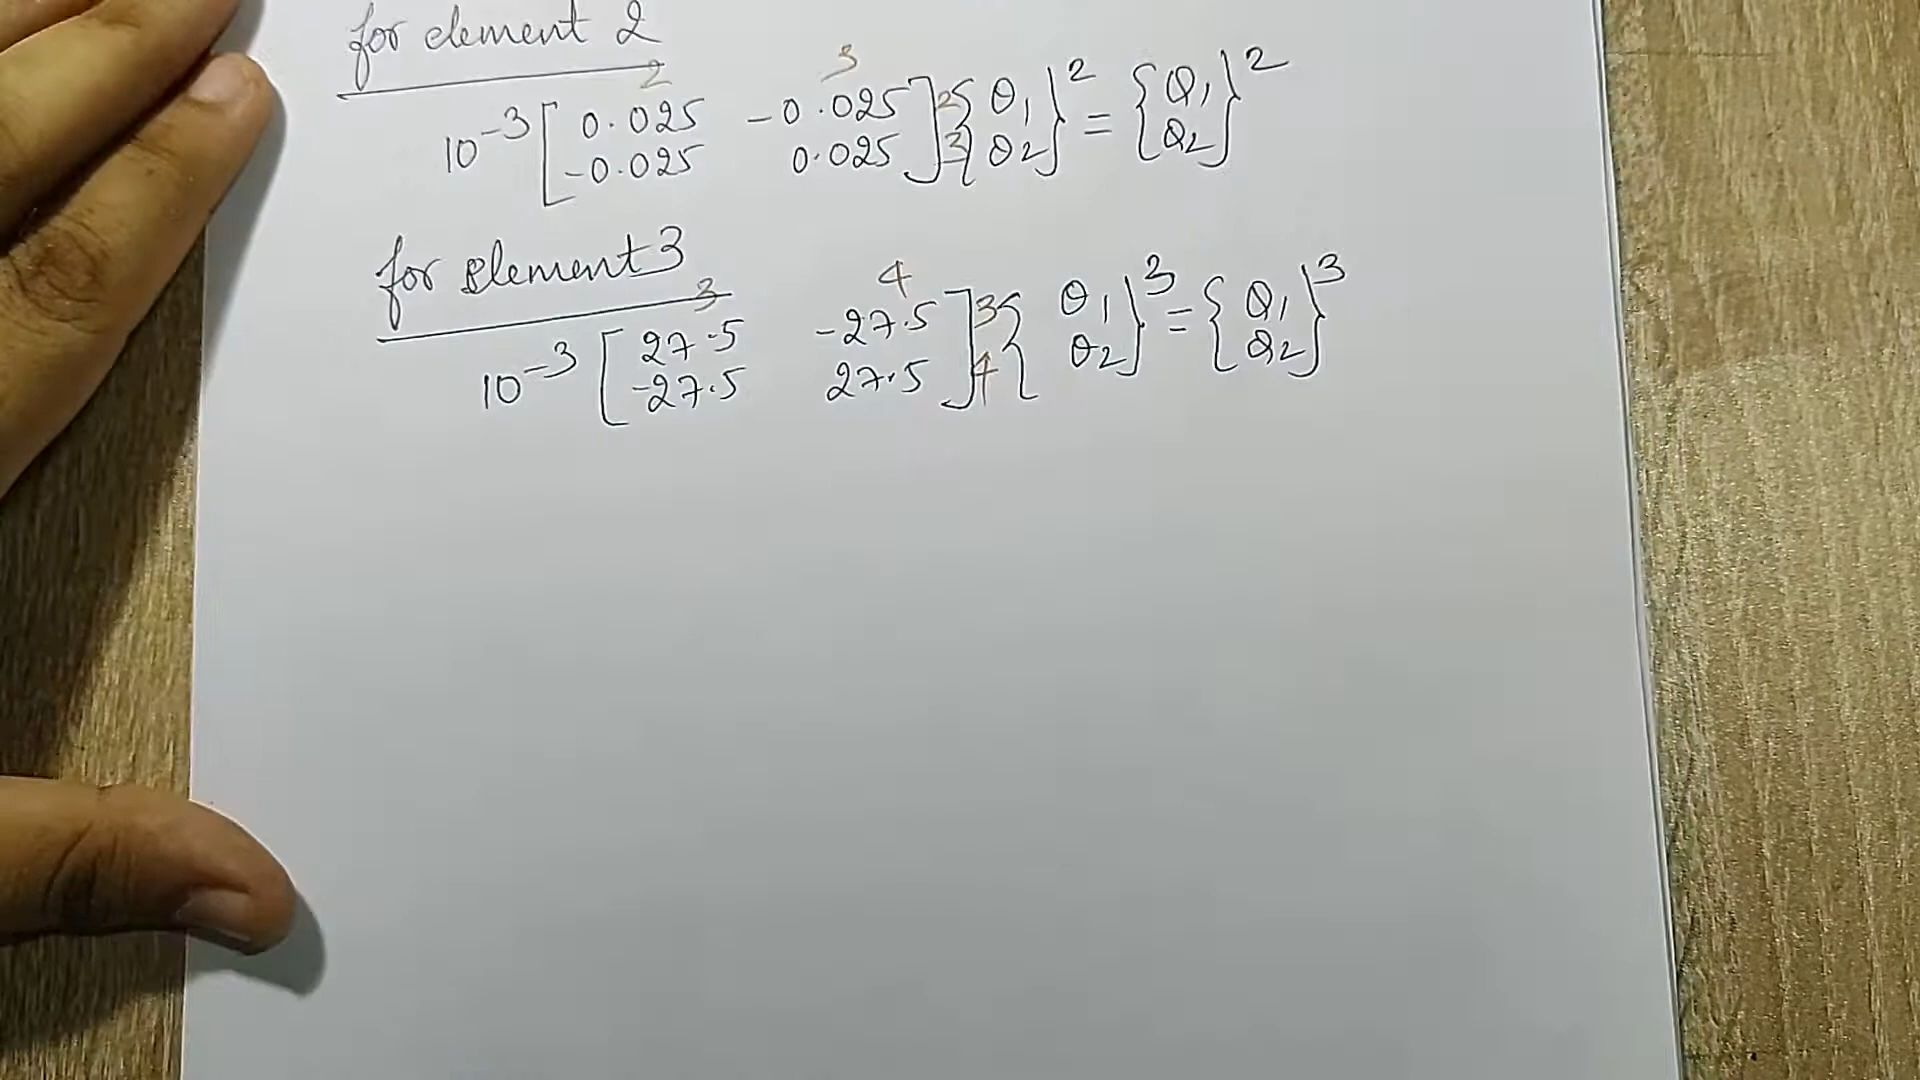 for element 2
2 3
10⁻³ [ 0.025 -0.025 ] 2 { θ₁ }² = { Q₁ }²
[ -0.025 0.025 ] 3 { θ₂ } { Q₂ }
for element 3
3 4
10⁻³ [ 27.5 -27.5 ] 3 { θ₁ }³ = { Q₁ }³
[ -27.5 27.5 ] 4 { θ₂ } { Q₂ }